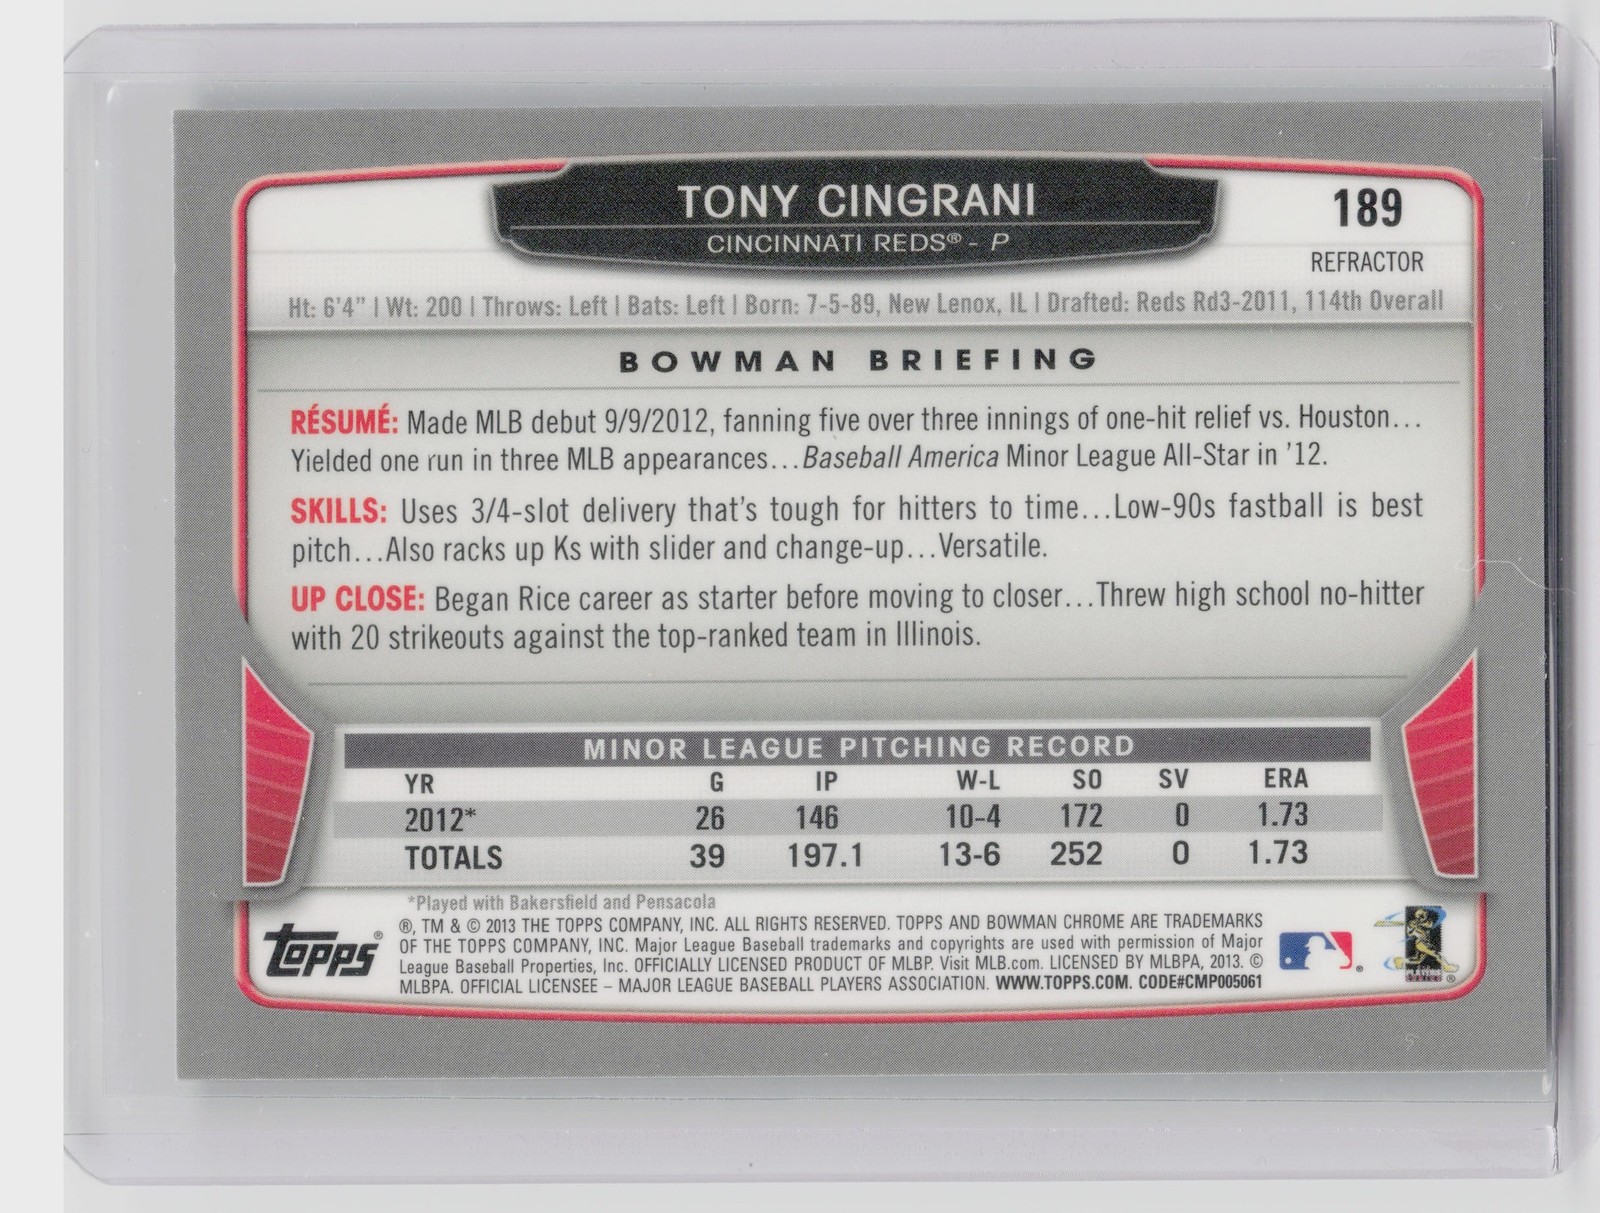 TONY CINGRANI
CINCINNATI REDS® - P
189
REFRACTOR
Ht: 6'4" | Wt: 200 | Throws: Left | Bats: Left | Born: 7-5-89, New Lenox, IL | Drafted: Reds Rd3-2011, 114th Overall
BOWMAN BRIEFING
RÉSUMÉ: Made MLB debut 9/9/2012, fanning five over three innings of one-hit relief vs. Houston...
Yielded one run in three MLB appearances...Baseball America Minor League All-Star in '12.
SKILLS: Uses 3/4-slot delivery that's tough for hitters to time...Low-90s fastball is best
pitch...Also racks up Ks with slider and change-up...Versatile.
UP CLOSE: Began Rice career as starter before moving to closer...Threw high school no-hitter
with 20 strikeouts against the top-ranked team in Illinois.
MINOR LEAGUE PITCHING RECORD
YR G IP W-L SO SV ERA
2012* 26 146 10-4 172 0 1.73
TOTALS 39 197.1 13-6 252 0 1.73
*Played with Bakersfield and Pensacola
Topps®
®, TM & © 2013 THE TOPPS COMPANY, INC. ALL RIGHTS RESERVED. TOPPS AND BOWMAN CHROME ARE TRADEMARKS
OF THE TOPPS COMPANY, INC. Major League Baseball trademarks and copyrights are used with permission of Major
League Baseball Properties, Inc. OFFICIALLY LICENSED PRODUCT OF MLBP. Visit MLB.com. LICENSED BY MLBPA, 2013. ©
MLBPA. OFFICIAL LICENSEE – MAJOR LEAGUE BASEBALL PLAYERS ASSOCIATION. WWW.TOPPS.COM. CODE#CMP005061